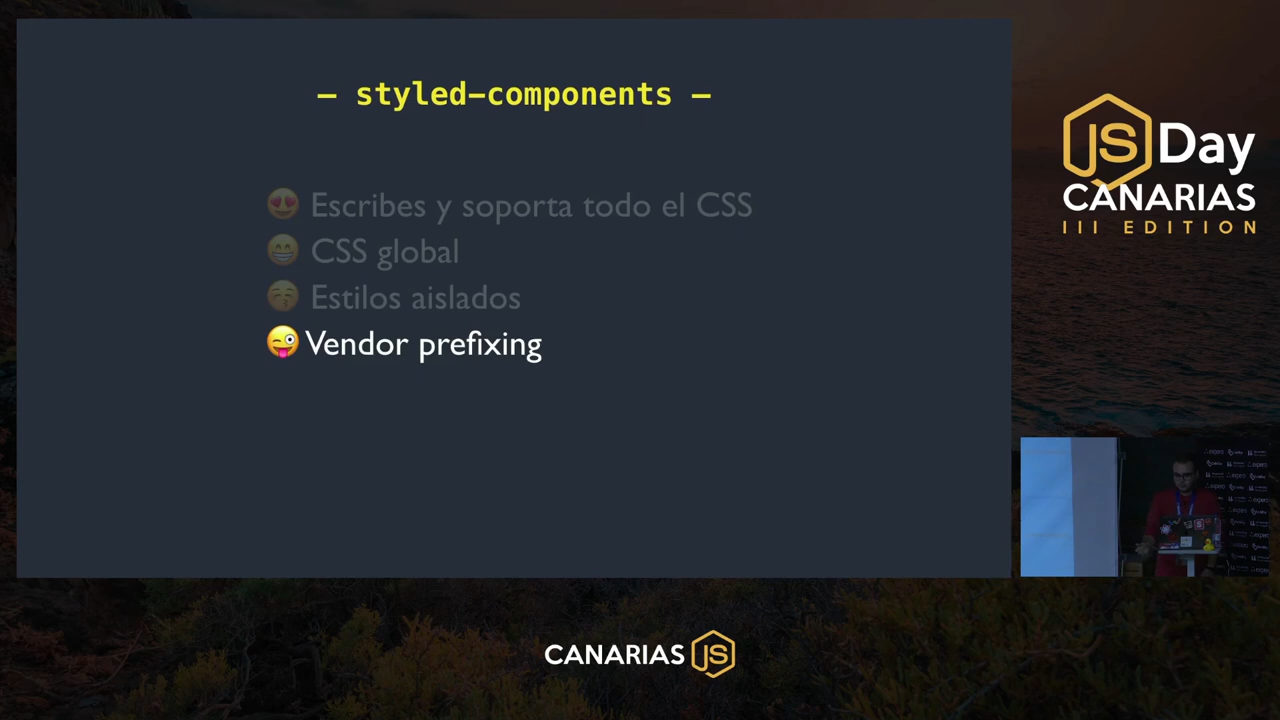 — styled-components —
😍 Escribes y soporta todo el CSS
😁 CSS global
😚 Estilos aislados
😜 Vendor prefixing
JS Day
CANARIAS
III EDITION
CANARIAS JS